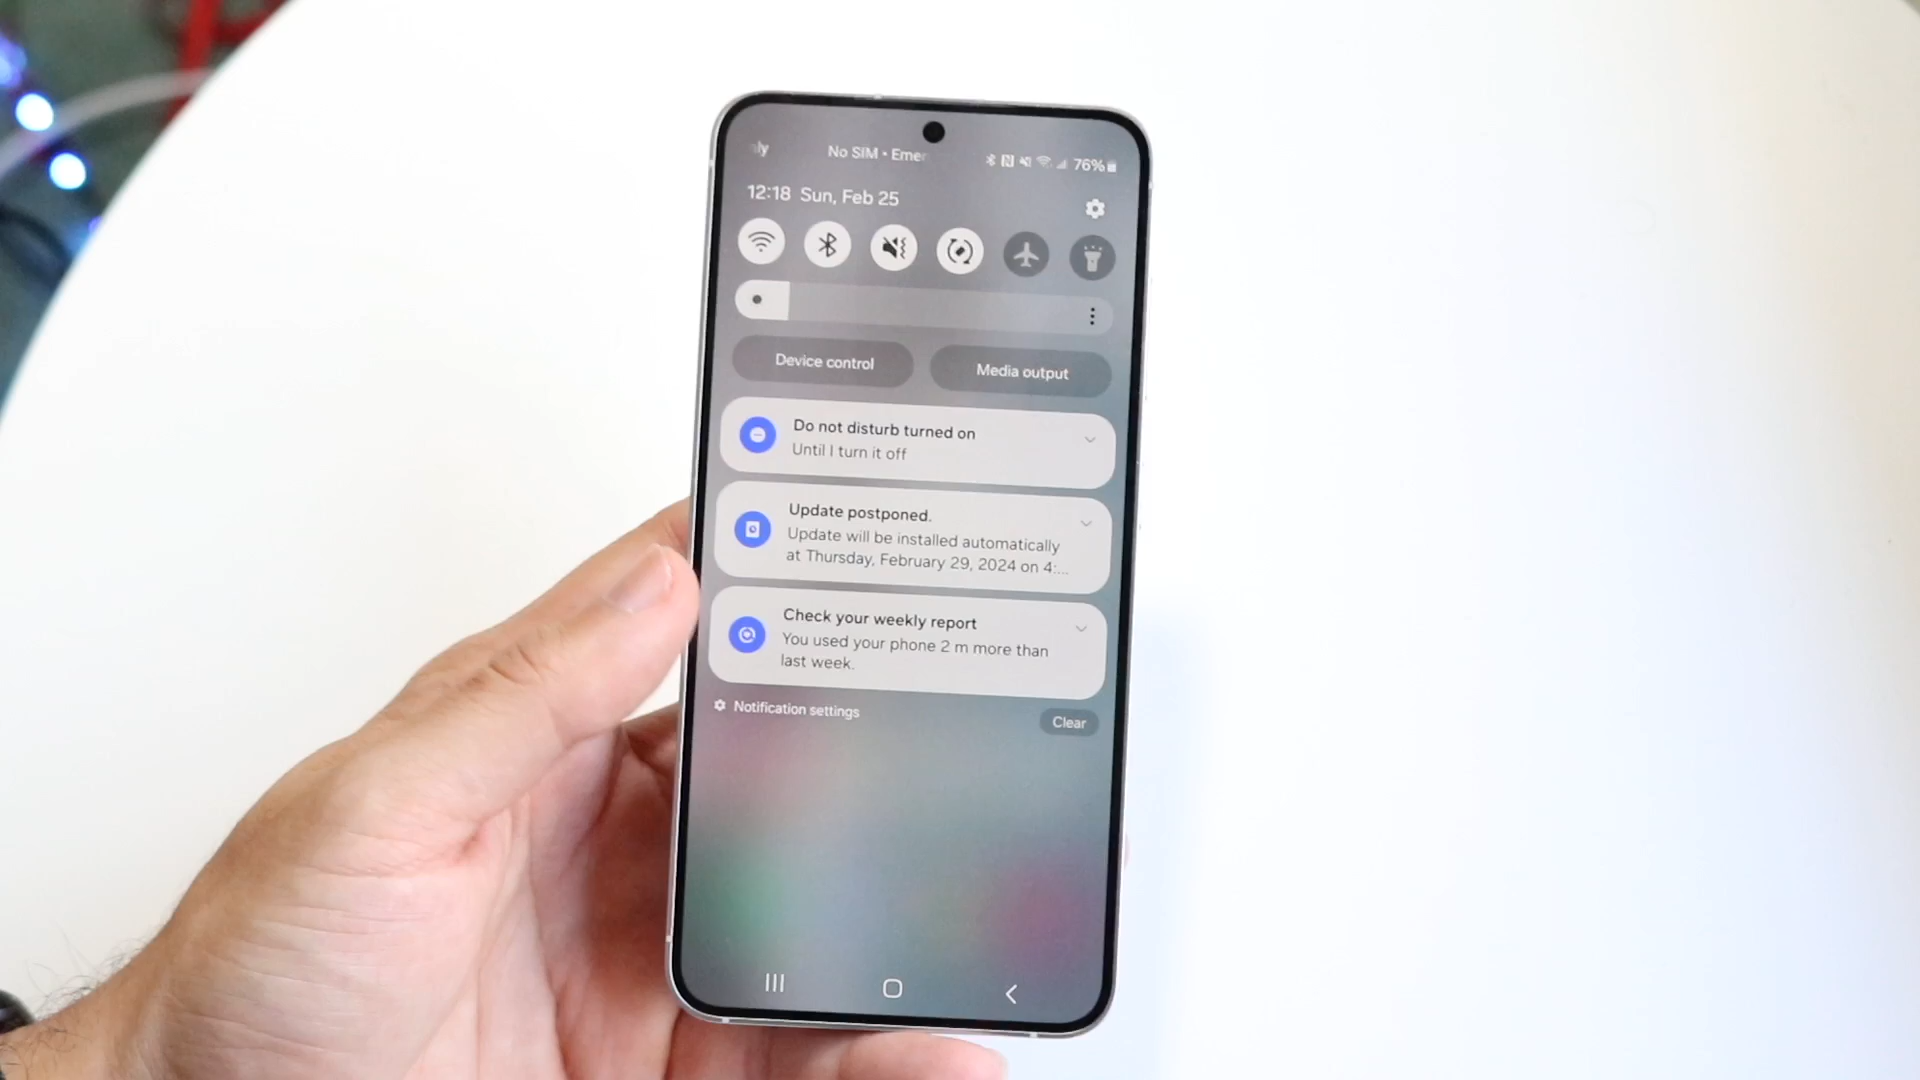 No SIM • Emer
76%
12:18 Sun, Feb 25
Device control
Media output
Do not disturb turned on
Until I turn it off
Update postponed.
Update will be installed automatically
at Thursday, February 29, 2024 on 4:...
Check your weekly report
You used your phone 2 m more than
last week.
Notification settings
Clear